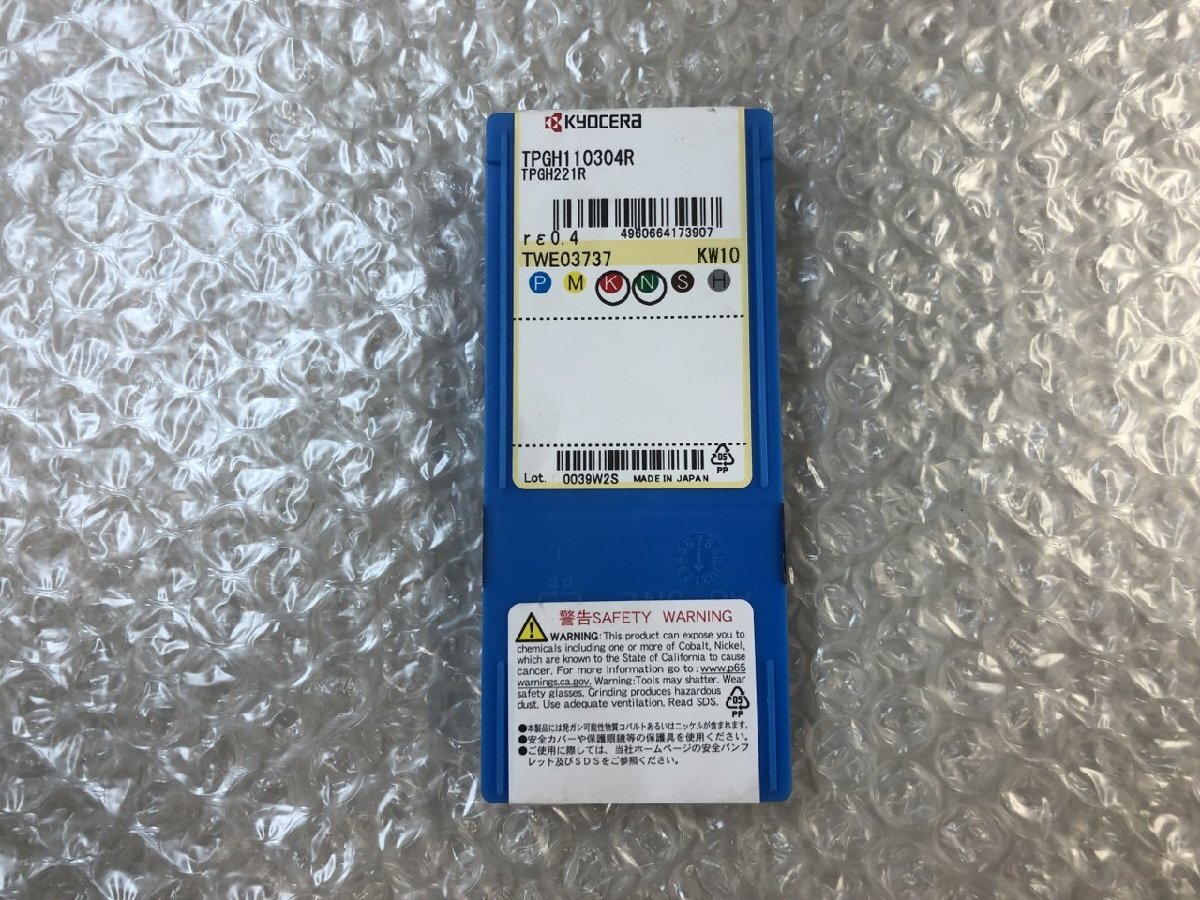 KYOCERA
TPGH110304R
TPGH221R
4960664173907
rε0.4
TWE03737 KW10
P M K N S H
Lot. 0039W2S MADE IN JAPAN
05
PP
警告SAFETY WARNING
WARNING: This product can expose you to
chemicals including one or more of Cobalt, Nickel,
which are known to the State of California to cause
cancer. For more information go to : www.p65
warnings.ca.gov. Warning:Tools may shatter. Wear
safety glasses. Grinding produces hazardous
dust. Use adequate ventilation. Read SDS.
05
PP
●本製品には発ガン可能性物質コバルトあるいはニッケルが含まれます。
●安全カバーや保護眼鏡等の保護具を使用ください。
●ご使用に際しては、当社ホームページの安全パンフ
レット及びSDSをご参照ください。